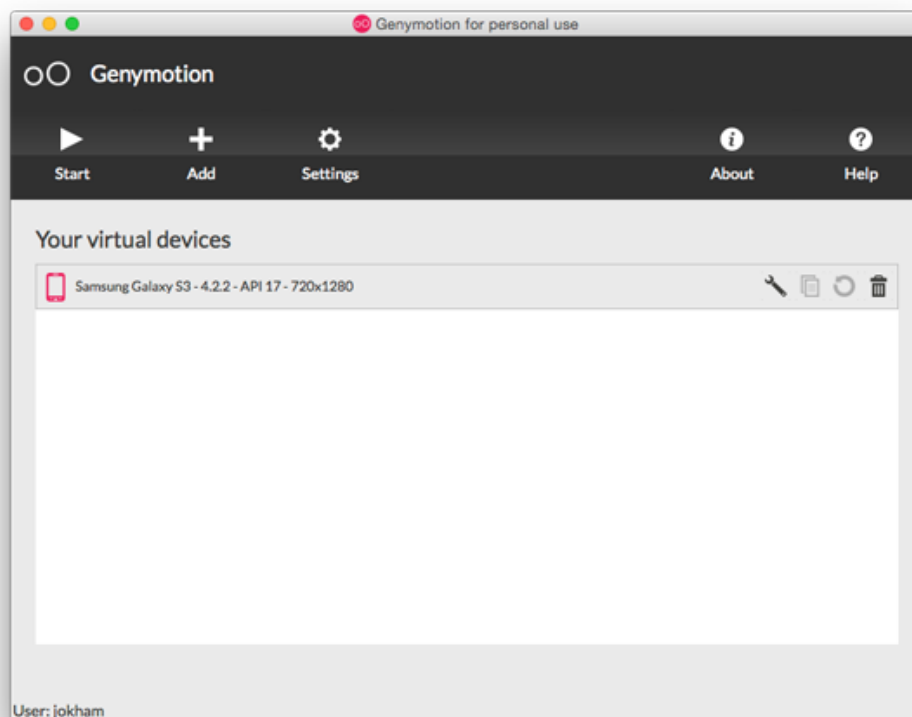 Genymotion for personal use
Genymotion
Start Add Settings About Help
Your virtual devices
Samsung Galaxy S3 - 4.2.2 - API 17 - 720x1280
User: jokham